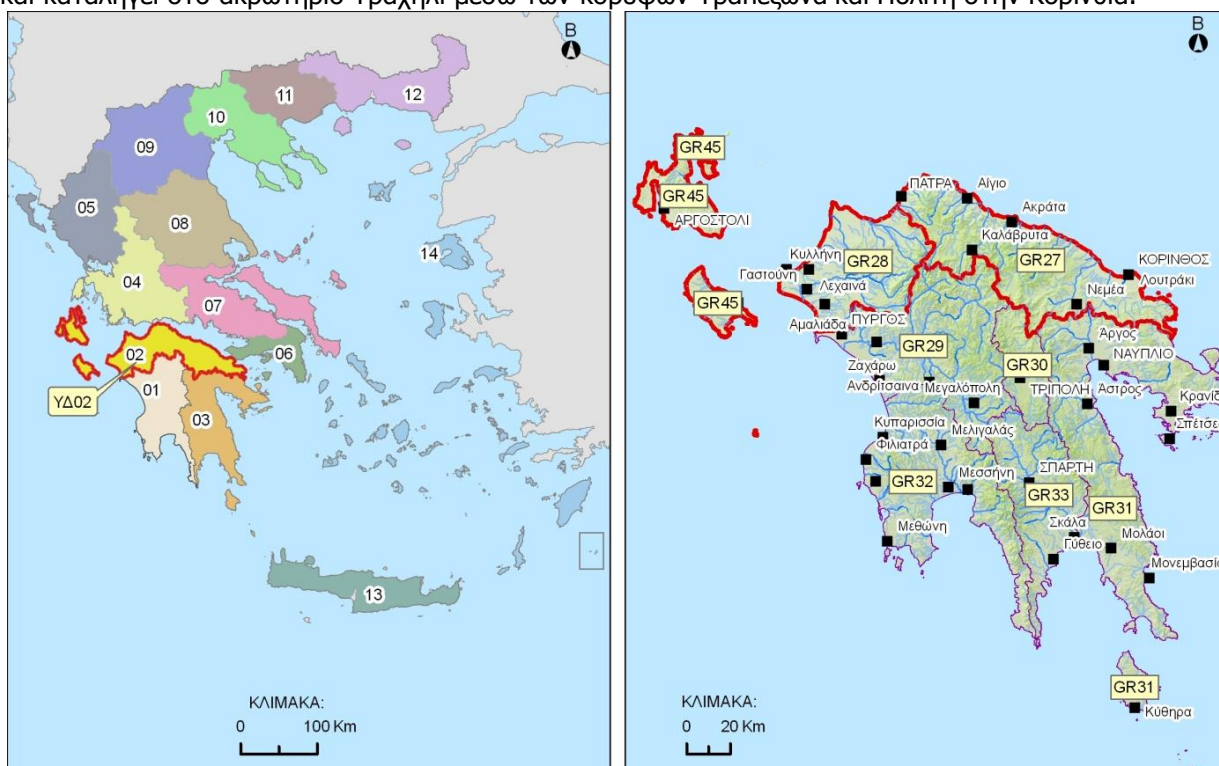 και καταλήγει στο ακρωτήριο Τραχήλι μέσω των κορυφών Τραπεζώνα και Πολίτη στην Κορινθία.
B
12
11
10
09
05
08
14
04
07
06
02
ΥΔ02
01
03
13
ΚΛΙΜΑΚΑ:
0 100 Km
B
GR45
GR45
ΑΡΓΟΣΤΟΛΙ
GR45
ΠΑΤΡΑ
Αίγιο
Ακράτα
Καλάβρυτα
GR28
GR27
ΚΟΡΙΝΘΟΣ
Λουτράκι
Κυλλήνη
Γαστούνη
Λεχαινά
Νεμέα
Αμαλιάδα
ΠΥΡΓΟΣ
Άργος
ΝΑΥΠΛΙΟ
GR29
Ζαχάρω
GR30
Ανδρίτσαινα
Μεγαλόπολη
ΤΡΙΠΟΛΗ
Άστρος
Κρανίδ
Σπέτσες
Κυπαρισσία
Μελιγαλάς
Φιλιατρά
GR32
Μεσσήνη
ΣΠΑΡΤΗ
GR33
GR31
Σκάλα
Μεθώνη
Γύθειο
Μολάοι
Μονεμβασία
GR31
Κύθηρα
ΚΛΙΜΑΚΑ:
0 20 Km